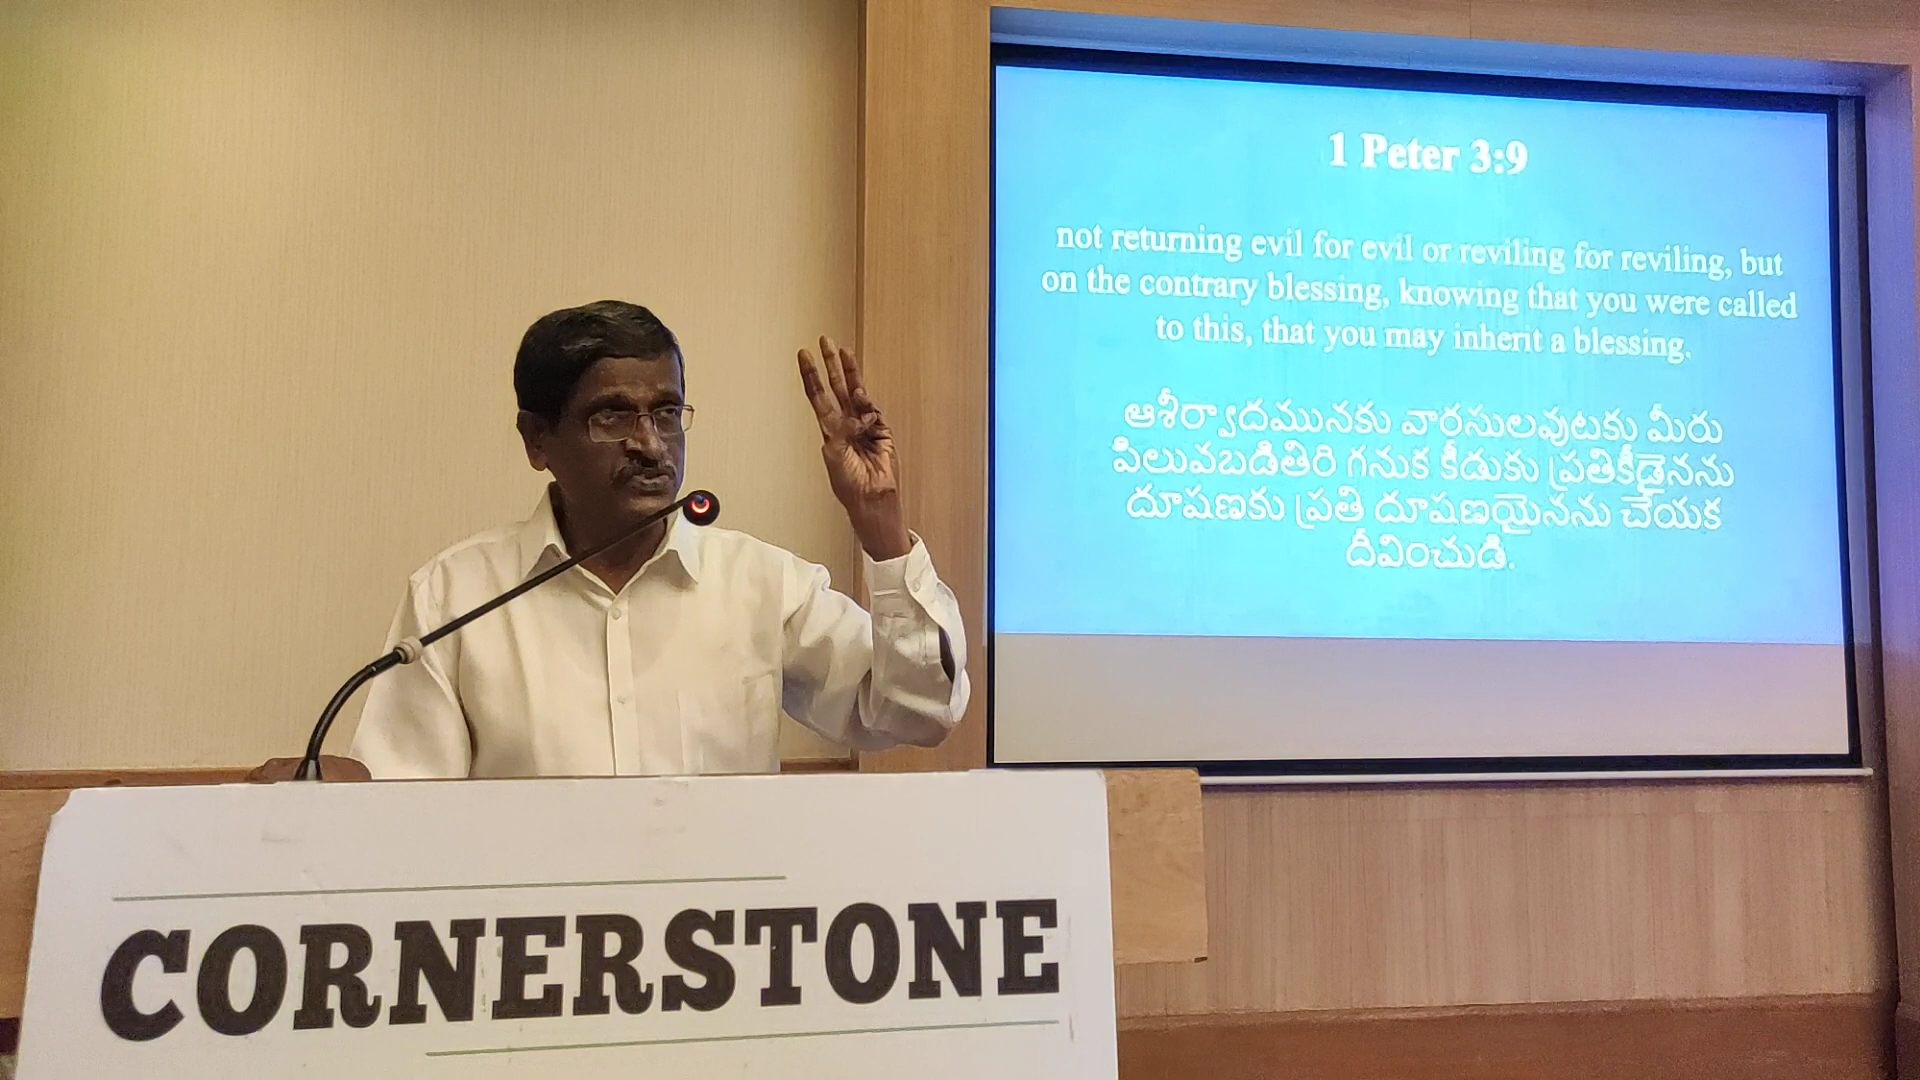 1 Peter 3:9
not returning evil for evil or reviling for reviling, but
on the contrary blessing, knowing that you were called
to this, that you may inherit a blessing.
ఆశీర్వాదమునకు వారసులవుటకు మీరు
పిలువబడితిరి గనుక కీడుకు ప్రతికీడైనను
దూషణకు ప్రతి దూషణయైనను చేయక
దీవించుడి.
CORNERSTONE